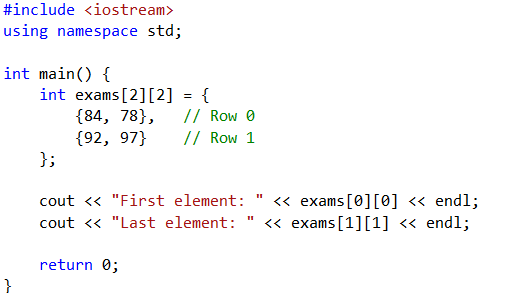 #include <iostream>
using namespace std;

int main() {
    int exams[2][2] = {
        {84, 78},   // Row 0
        {92, 97}    // Row 1
    };

    cout << "First element: " << exams[0][0] << endl;
    cout << "Last element: " << exams[1][1] << endl;

    return 0;
}